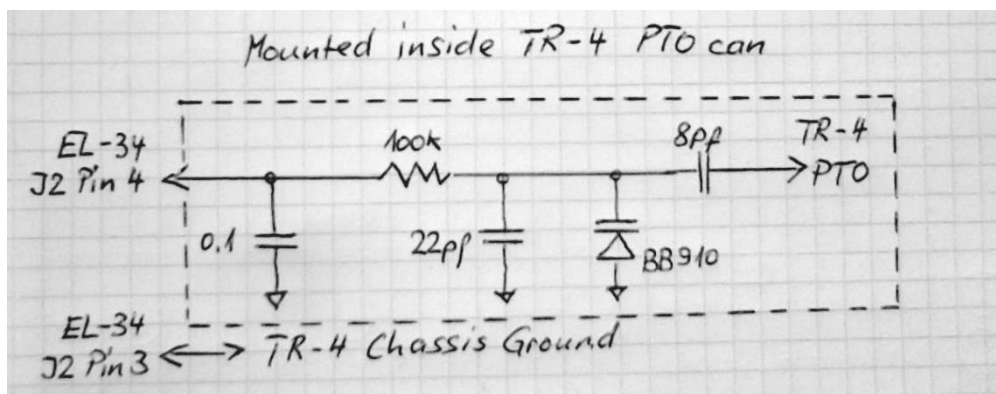 Mounted inside TR-4 PTO can
EL-34
J2 Pin 4
100k
8pf
TR-4
PTO
0.1
22pf
BB910
EL-34
J2 Pin 3
TR-4 Chassis Ground